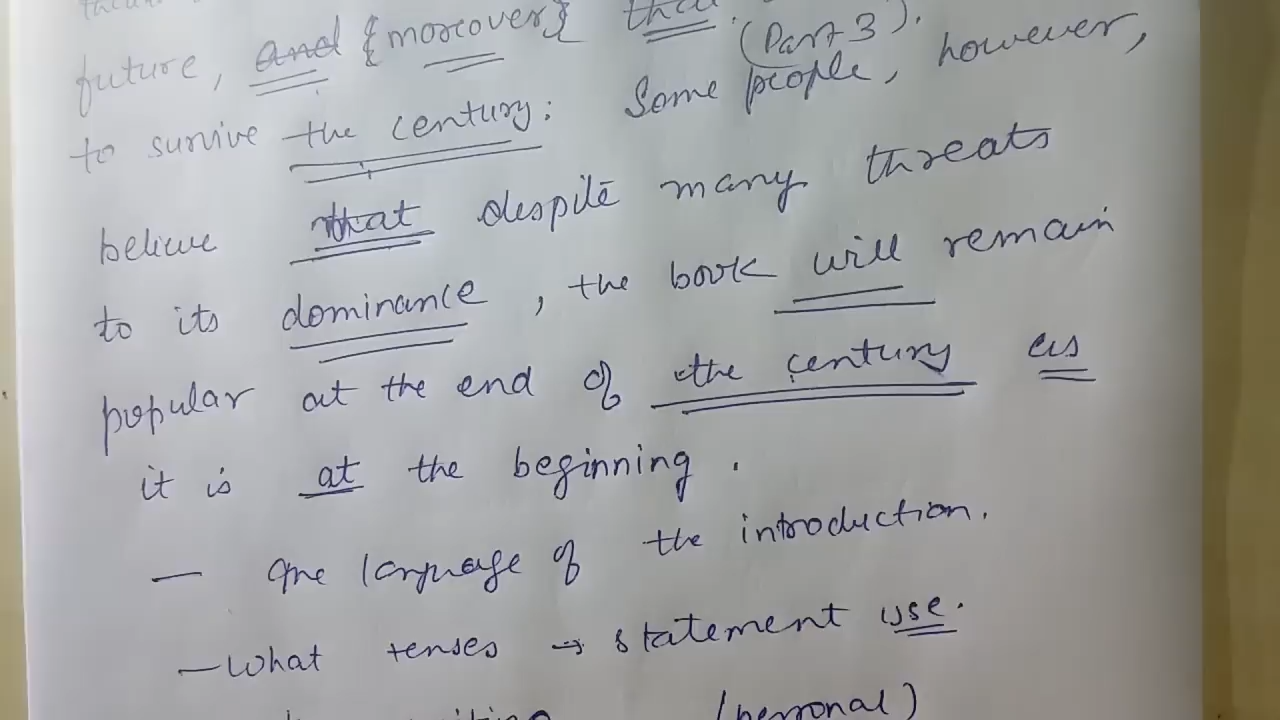 future, and {moreover} that (Part 3).
to survive the century: Some people, however,
believe that despite many threats
to its dominance, the book will remain
popular at the end of the century as
it is at the beginning.
— The language of the introduction.
— What tenses → statement use.
(personal)